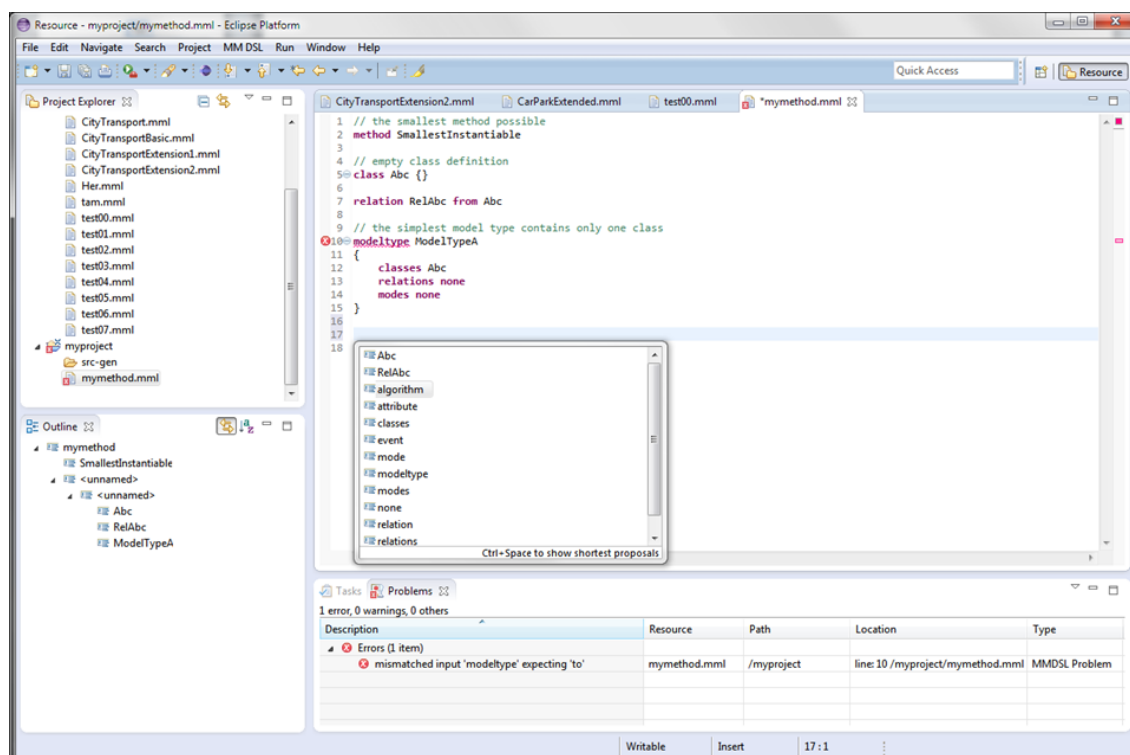 Resource - myproject/mymethod.mml - Eclipse Platform
File Edit Navigate Search Project MM DSL Run Window Help
Quick Access
Resource
Project Explorer
CityTransport.mml
CityTransportBasic.mml
CityTransportExtension1.mml
CityTransportExtension2.mml
Her.mml
tam.mml
test00.mml
test01.mml
test02.mml
test03.mml
test04.mml
test05.mml
test06.mml
test07.mml
myproject
src-gen
mymethod.mml
Outline
mymethod
SmallestInstantiable
<unnamed>
<unnamed>
Abc
RelAbc
ModelTypeA
CityTransportExtension2.mml CarParkExtended.mml test00.mml *mymethod.mml
1 // the smallest method possible
2 method SmallestInstantiable
3
4 // empty class definition
5 class Abc {}
6
7 relation RelAbc from Abc
8
9 // the simplest model type contains only one class
10 modeltype ModelTypeA
11 {
12 classes Abc
13 relations none
14 modes none
15 }
16
17
18
Abc
RelAbc
algorithm
attribute
classes
event
mode
modeltype
modes
none
relation
relations
Ctrl+Space to show shortest proposals
Tasks Problems
1 error, 0 warnings, 0 others
Description Resource Path Location Type
Errors (1 item)
mismatched input 'modeltype' expecting 'to' mymethod.mml /myproject line: 10 /myproject/mymethod.mml MMDSL Problem
Writable Insert 17 : 1